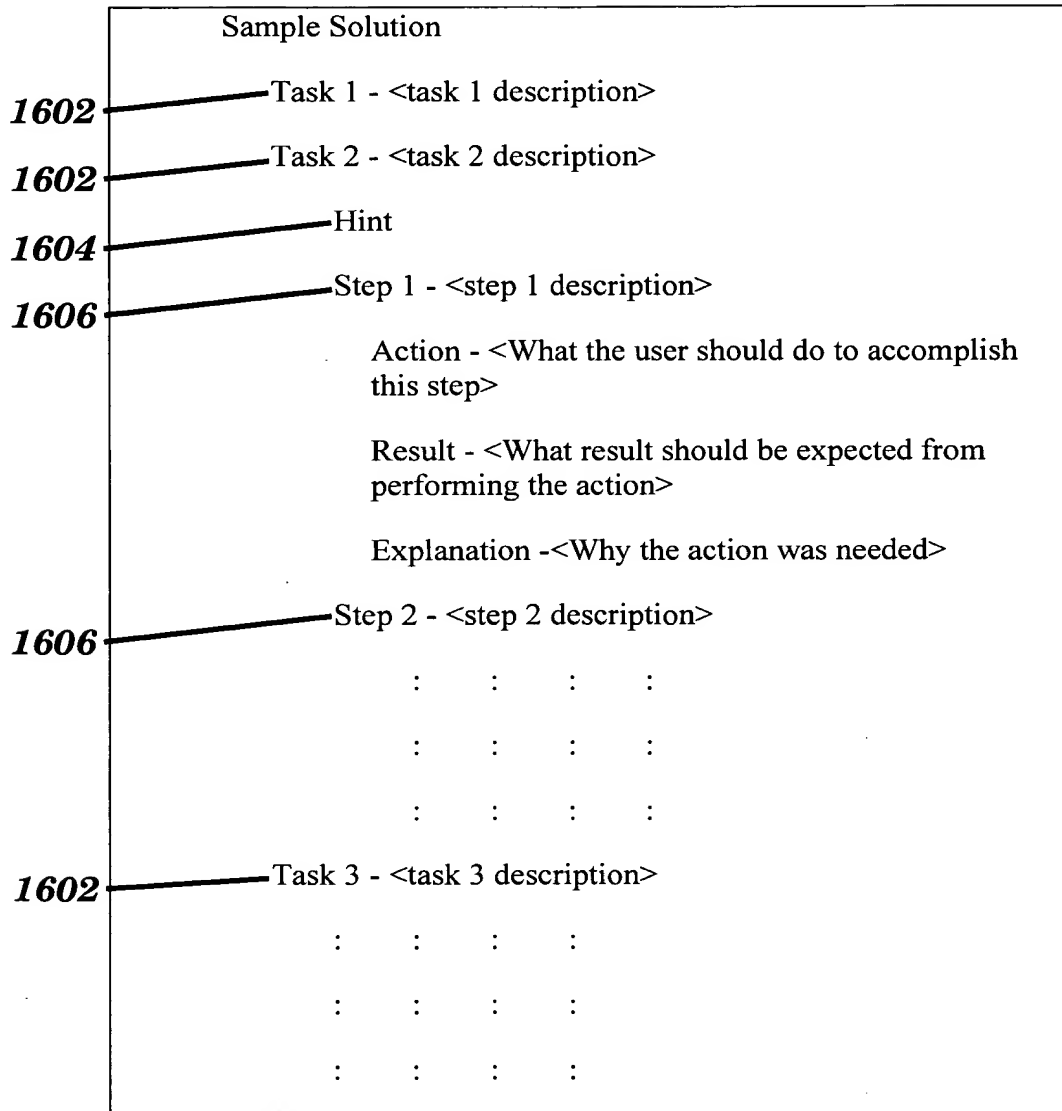 Sample Solution
1602 Task 1 - <task 1 description>
1602 Task 2 - <task 2 description>
1604 Hint
1606 Step 1 - <step 1 description>
Action - <What the user should do to accomplish
this step>
Result - <What result should be expected from
performing the action>
Explanation -<Why the action was needed>
1606 Step 2 - <step 2 description>
: : : :
: : : :
: : : :
1602 Task 3 - <task 3 description>
: : : :
: : : :
: : : :